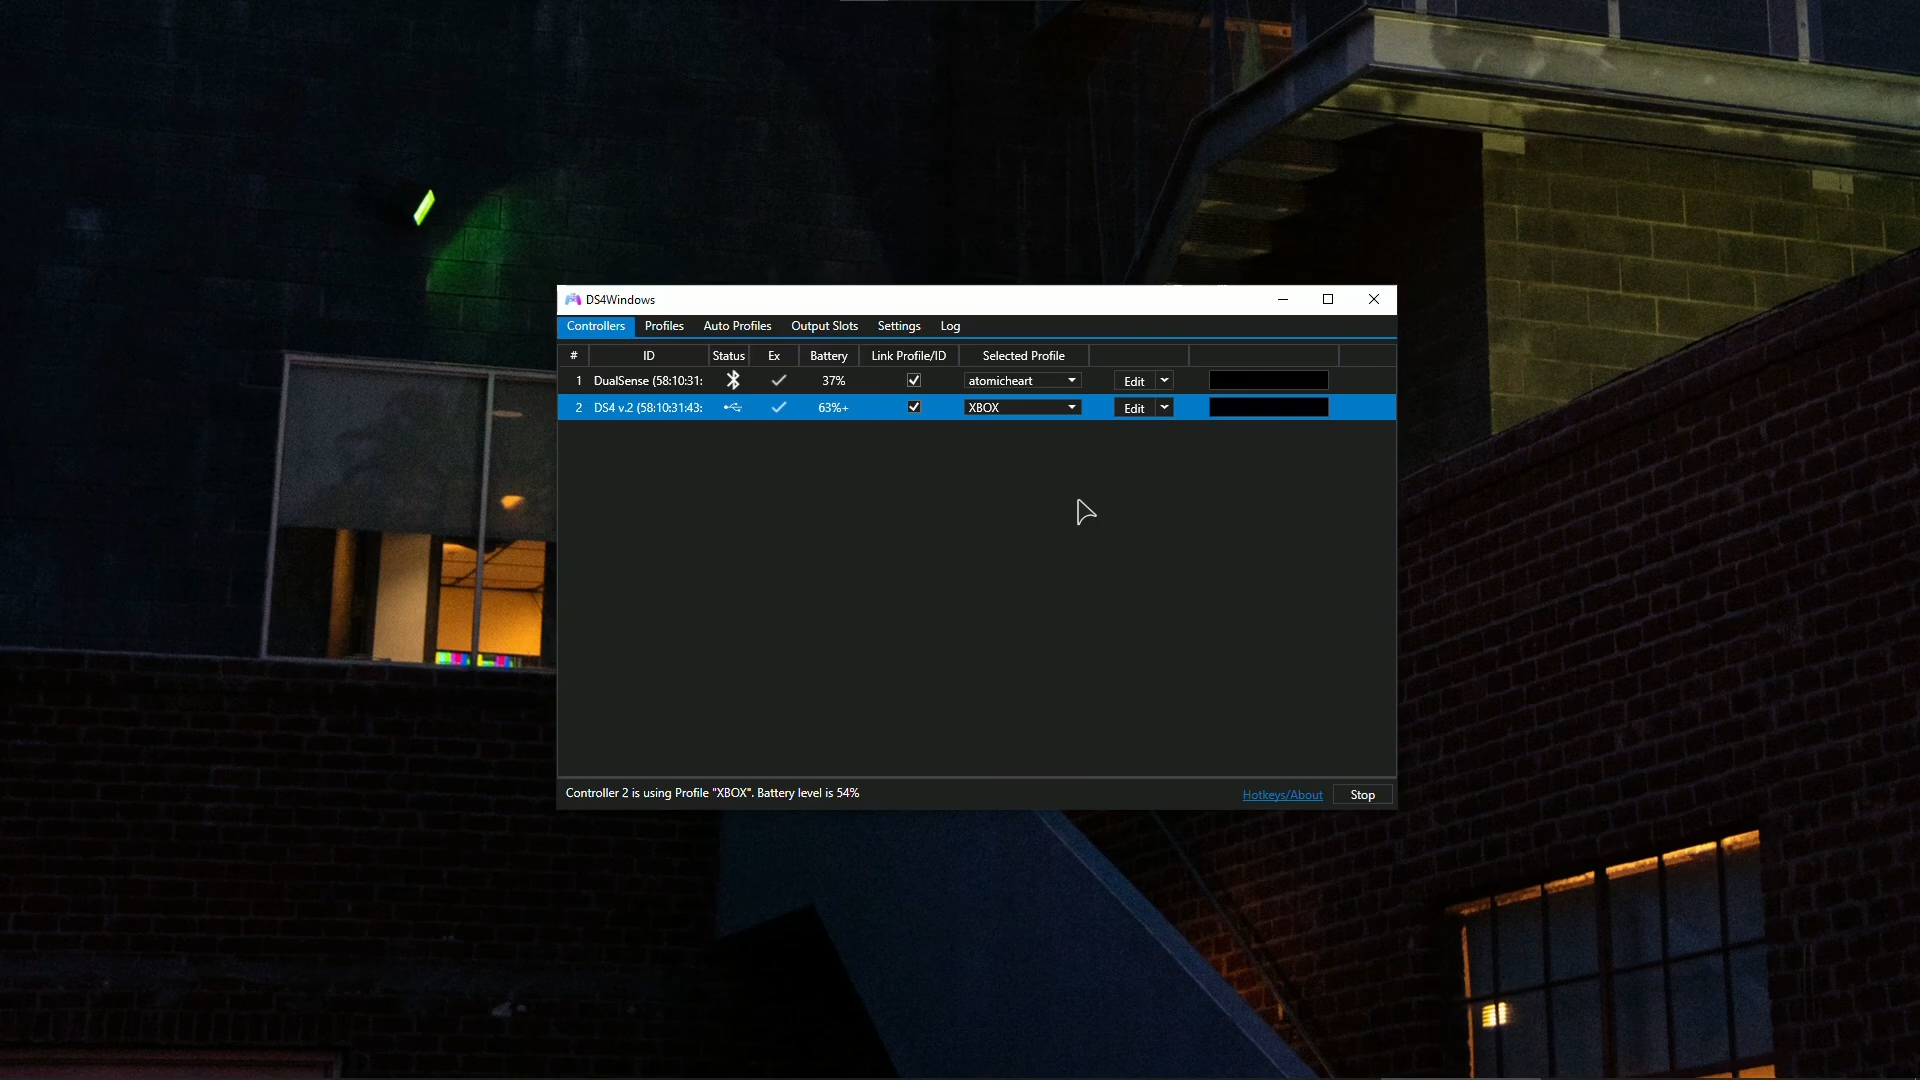 DS4Windows
Controllers Profiles Auto Profiles Output Slots Settings Log
# ID Status Ex Battery Link Profile/ID Selected Profile
1 DualSense (58:10:31: 37% atomicheart Edit
2 DS4 v.2 (58:10:31:43: 63%+ XBOX Edit
Controller 2 is using Profile "XBOX". Battery level is 54% Hotkeys/About Stop